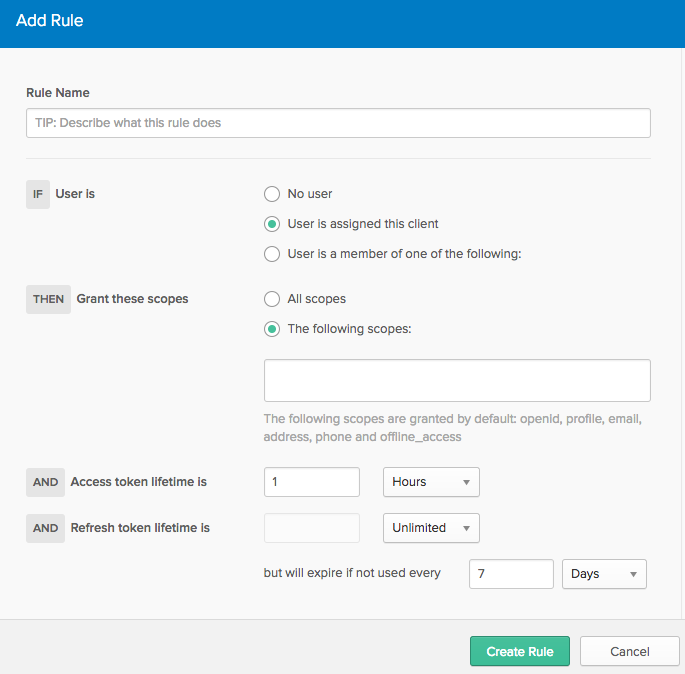 Add Rule
Rule Name
TIP: Describe what this rule does
IF User is
No user
User is assigned this client
User is a member of one of the following:
THEN Grant these scopes
All scopes
The following scopes:
The following scopes are granted by default: openid, profile, email,
address, phone and offline_access
AND Access token lifetime is 1 Hours
AND Refresh token lifetime is Unlimited
but will expire if not used every 7 Days
Create Rule Cancel